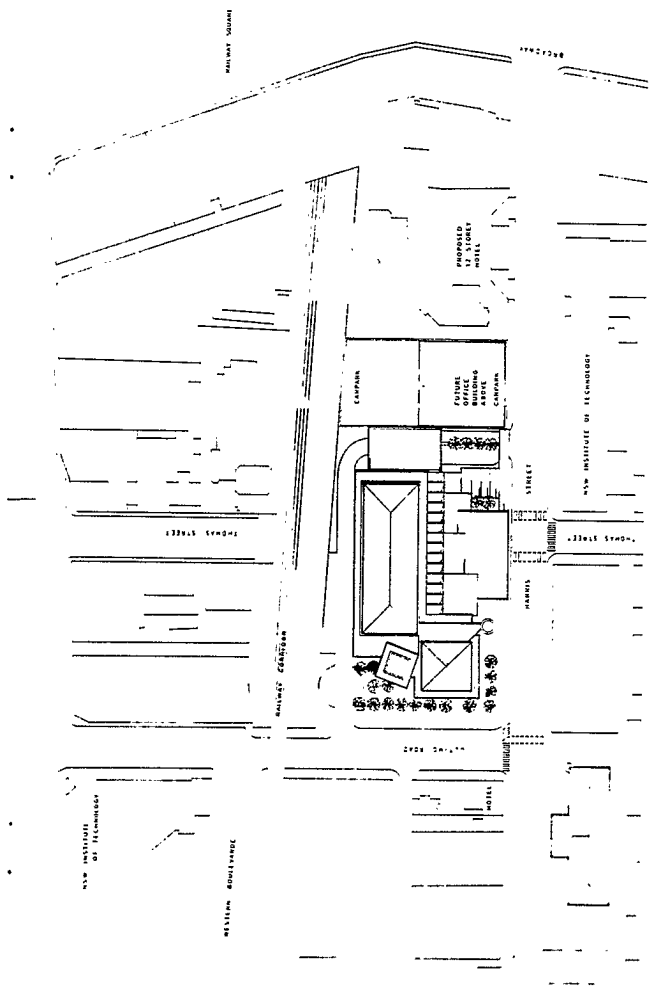 RAILWAY SQUARE
BROADWAY
PROPOSED
12 STOREY
HOTEL
CARPARK
FUTURE
OFFICE
BUILDING
ABOVE
CARPARK
NSW INSTITUTE OF TECHNOLOGY
THOMAS STREET
HARRIS STREET
THOMAS STREET
RAILWAY CORRIDOR
ULTIMO ROAD
HOTEL
NSW INSTITUTE
OF TECHNOLOGY
WESTERN BOULEVARDE